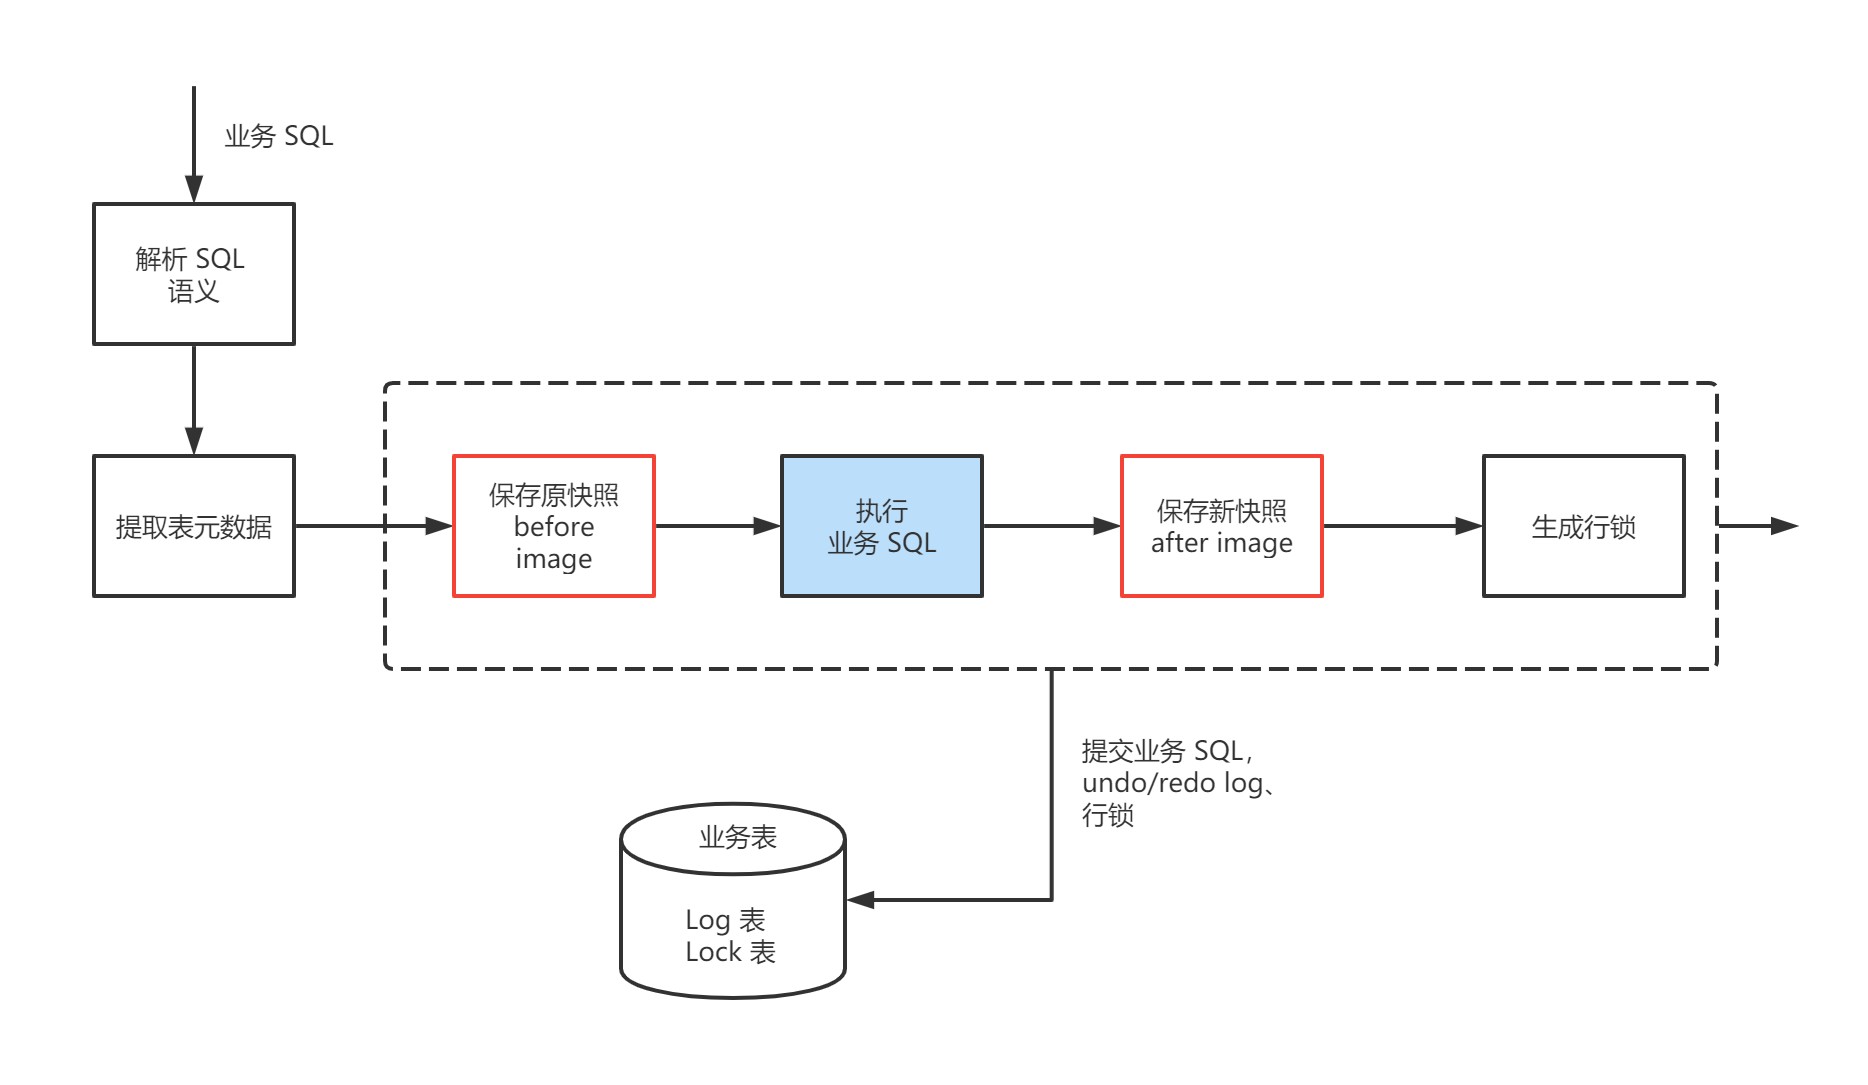 业务 SQL
解析 SQL
语义
提取表元数据
保存原快照
before
image
执行
业务 SQL
保存新快照
after image
生成行锁
提交业务 SQL，
undo/redo log、
行锁
业务表
Log 表
Lock 表